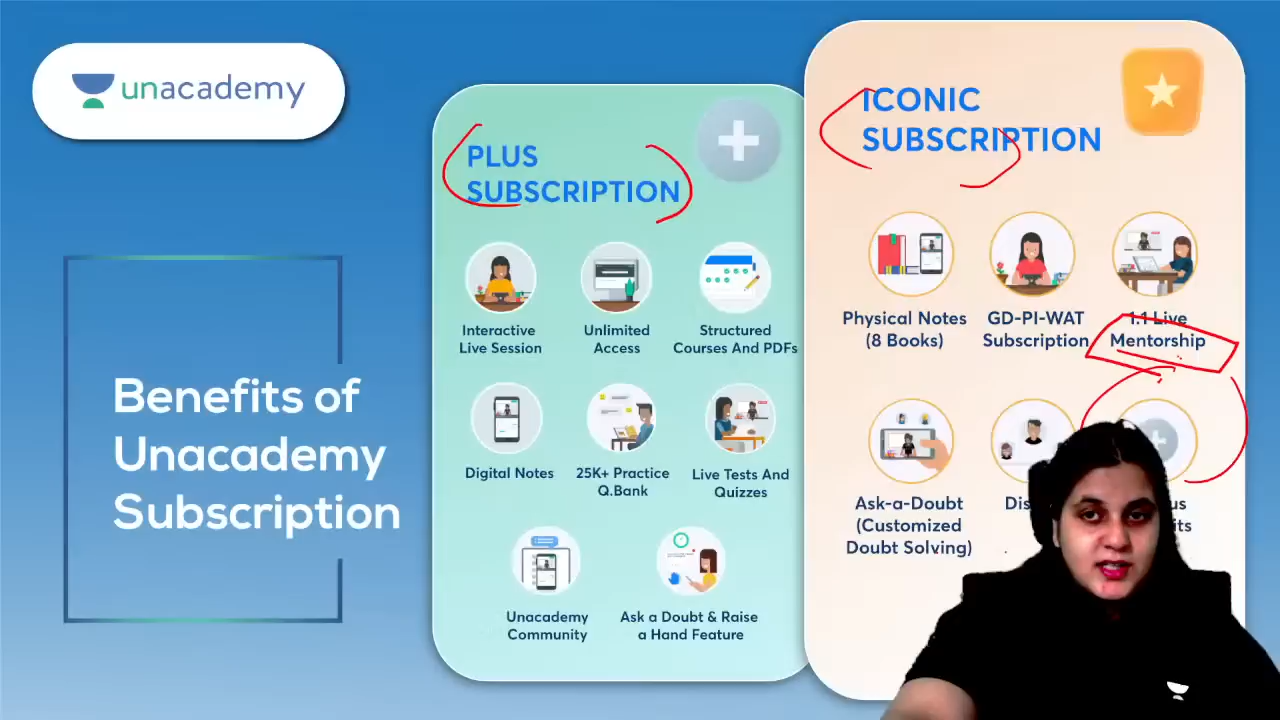 unacademy
Benefits of
Unacademy
Subscription
PLUS
SUBSCRIPTION
Interactive
Live Session
Unlimited
Access
Structured
Courses And PDFs
Digital Notes
25K+ Practice
Q.Bank
Live Tests And
Quizzes
Unacademy
Community
Ask a Doubt & Raise
a Hand Feature
ICONIC
SUBSCRIPTION
Physical Notes
(8 Books)
GD-PI-WAT
Subscription
1:1 Live
Mentorship
Ask-a-Doubt
(Customized
Doubt Solving)